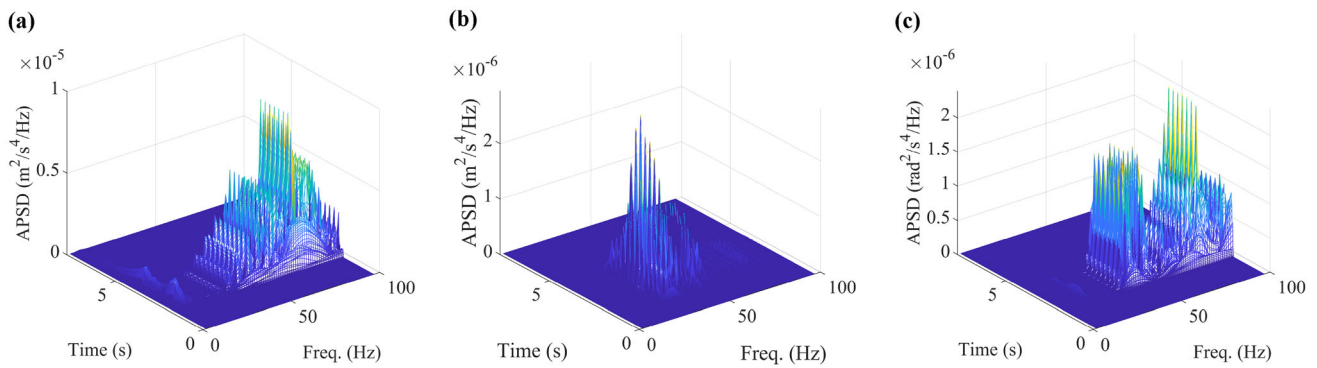 (a)
×10⁻⁵
1
0.5
0
APSD (m²/s⁴/Hz)
5
0
Time (s)
0
50
100
Freq. (Hz)
(b)
×10⁻⁶
2
1
0
APSD (m²/s⁴/Hz)
5
0
Time (s)
0
50
100
Freq. (Hz)
(c)
×10⁻⁶
2
1.5
1
0.5
0
APSD (rad²/s⁴/Hz)
5
0
Time (s)
0
50
100
Freq. (Hz)